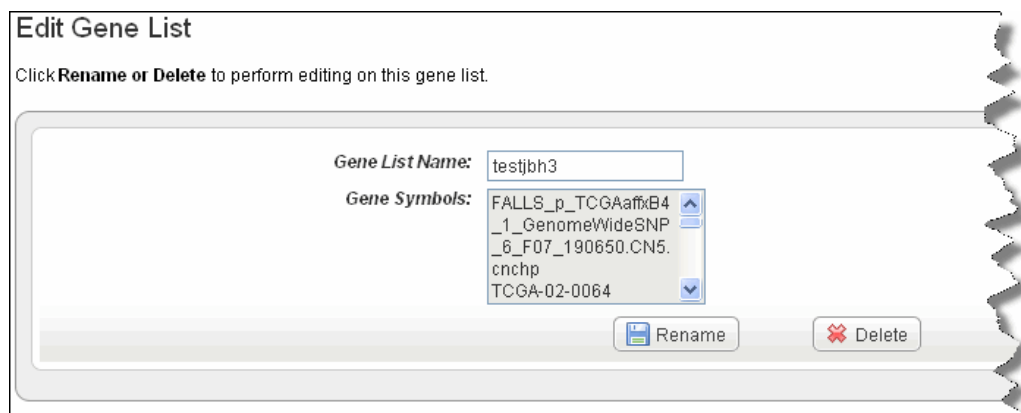 Edit Gene List
Click Rename or Delete to perform editing on this gene list.
Gene List Name: testjbh3
Gene Symbols: FALLS_p_TCGAaffxB4
_1_GenomeWideSNP
_6_F07_190650.CN5.
cnchp
TCGA-02-0064
Rename Delete